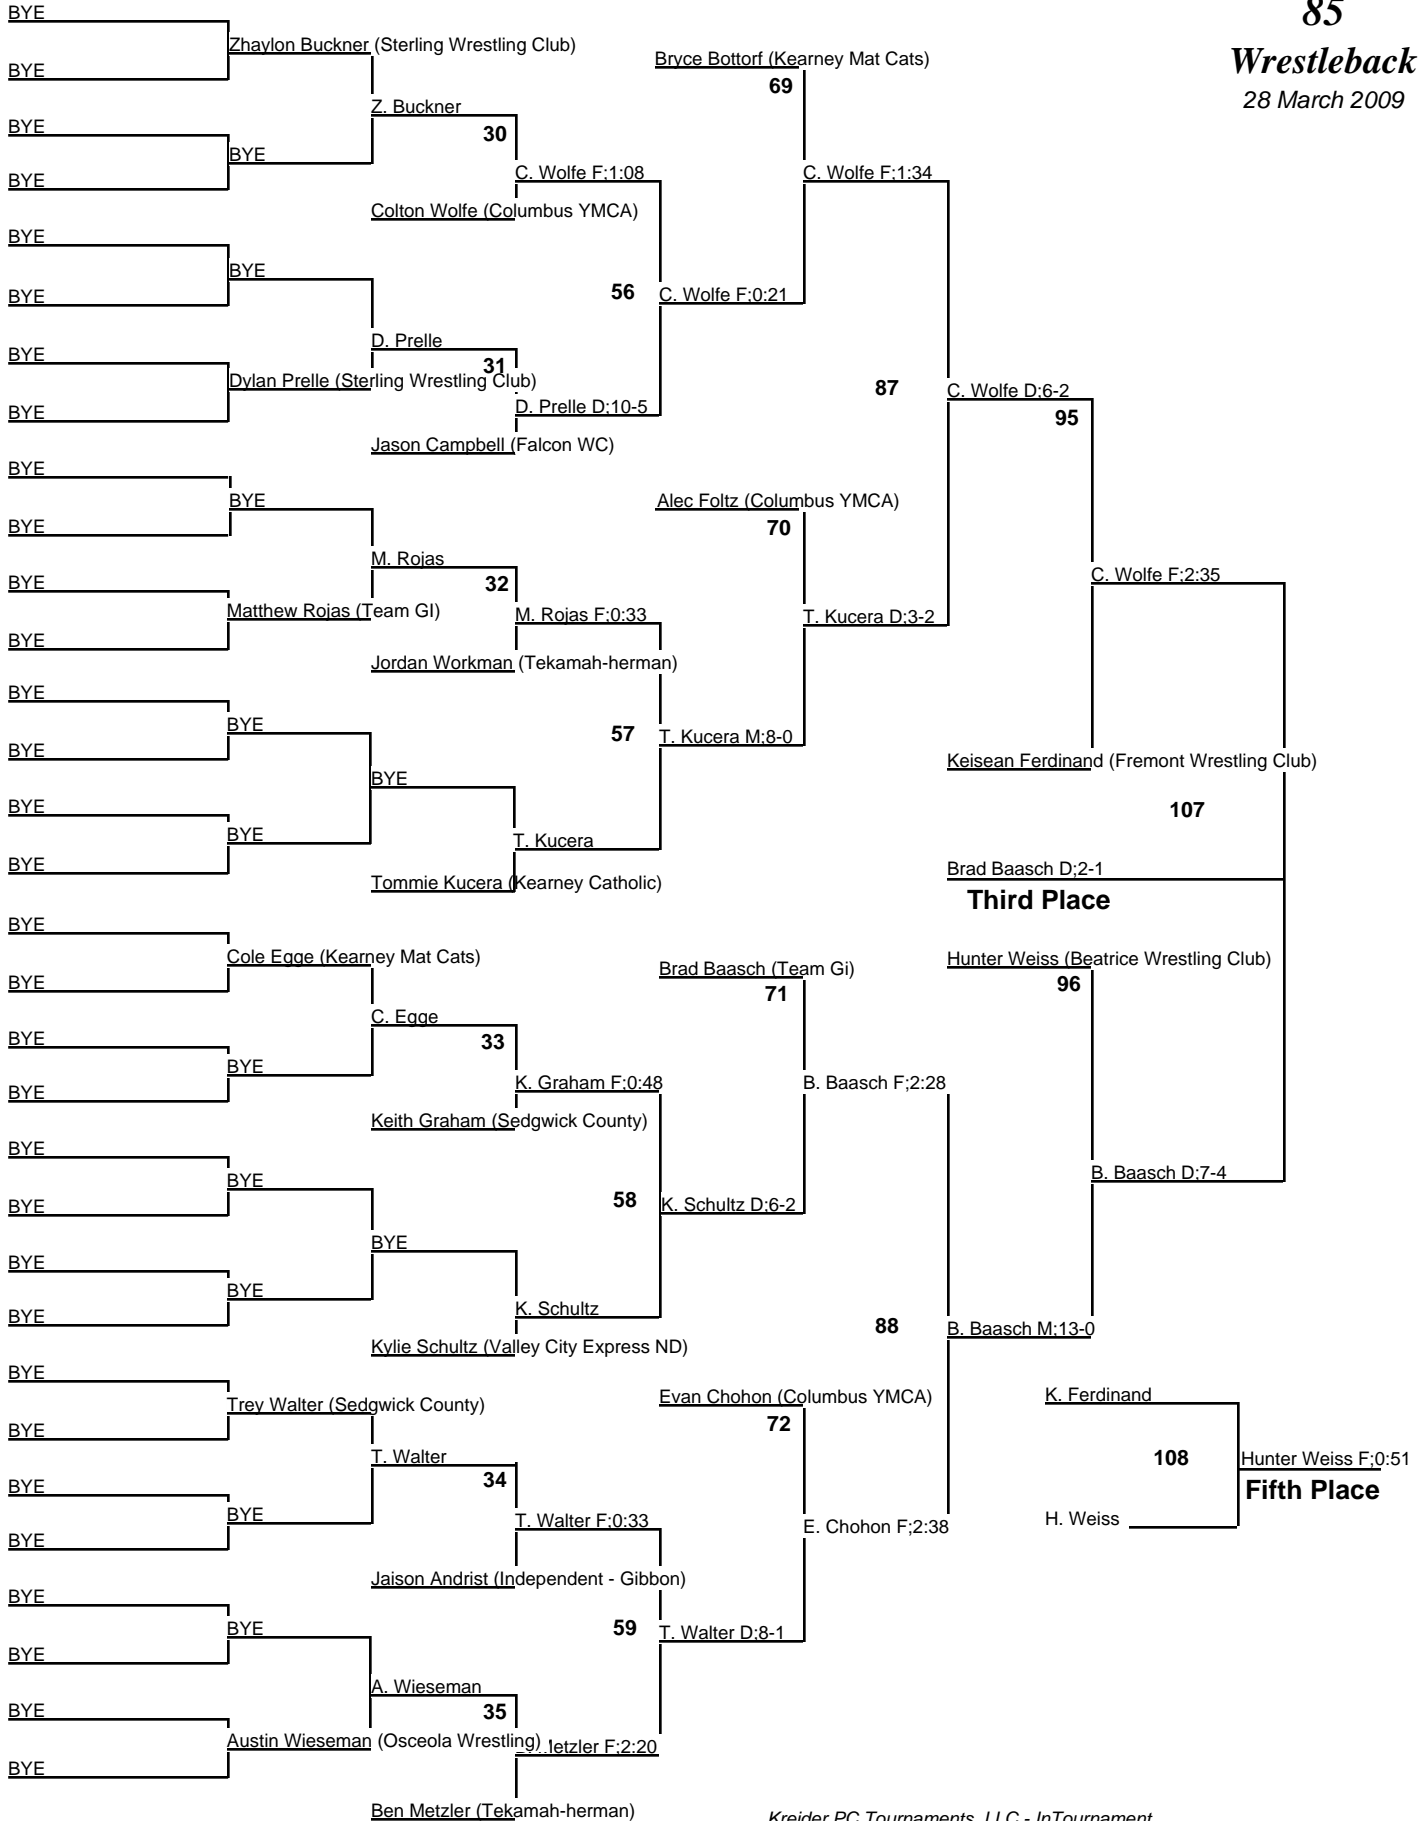 85
Wrestleback
28 March 2009
BYE
Zhaylon Buckner (Sterling Wrestling Club)
Bryce Bottorf (Kearney Mat Cats)
BYE
69
Z. Buckner
BYE
30
BYE
C. Wolfe F;1:08
C. Wolfe F;1:34
BYE
Colton Wolfe (Columbus YMCA)
BYE
BYE
56
C. Wolfe F;0:21
BYE
D. Prelle
BYE
31
Dylan Prelle (Sterling Wrestling Club)
87
C. Wolfe D;6-2
BYE
D. Prelle D;10-5
95
Jason Campbell (Falcon WC)
BYE
BYE
Alec Foltz (Columbus YMCA)
BYE
70
M. Rojas
C. Wolfe F;2:35
BYE
32
Matthew Rojas (Team GI)
M. Rojas F;0:33
T. Kucera D;3-2
BYE
Jordan Workman (Tekamah-herman)
BYE
BYE
57
T. Kucera M;8-0
BYE
Keisean Ferdinand (Fremont Wrestling Club)
BYE
BYE
107
BYE
T. Kucera
BYE
Brad Baasch D;2-1
Tommie Kucera (Kearney Catholic)
Third Place
BYE
Cole Egge (Kearney Mat Cats)
Brad Baasch (Team Gi)
Hunter Weiss (Beatrice Wrestling Club)
BYE
71
96
C. Egge
BYE
33
BYE
K. Graham F;0:48
B. Baasch F;2:28
BYE
Keith Graham (Sedgwick County)
BYE
BYE
B. Baasch D;7-4
BYE
58
K. Schultz D;6-2
BYE
BYE
BYE
K. Schultz
BYE
88
B. Baasch M;13-0
Kylie Schultz (Valley City Express ND)
BYE
Trey Walter (Sedgwick County)
Evan Chohon (Columbus YMCA)
K. Ferdinand
BYE
72
T. Walter
108
Hunter Weiss F;0:51
BYE
34
Fifth Place
BYE
T. Walter F;0:33
E. Chohon F;2:38
H. Weiss
BYE
Jaison Andrist (Independent - Gibbon)
BYE
BYE
59
T. Walter D;8-1
BYE
A. Wieseman
BYE
35
Austin Wieseman (Osceola Wrestling)
Metzler F;2:20
BYE
Ben Metzler (Tekamah-herman)
Kreider PC Tournaments, LLC - InTournament